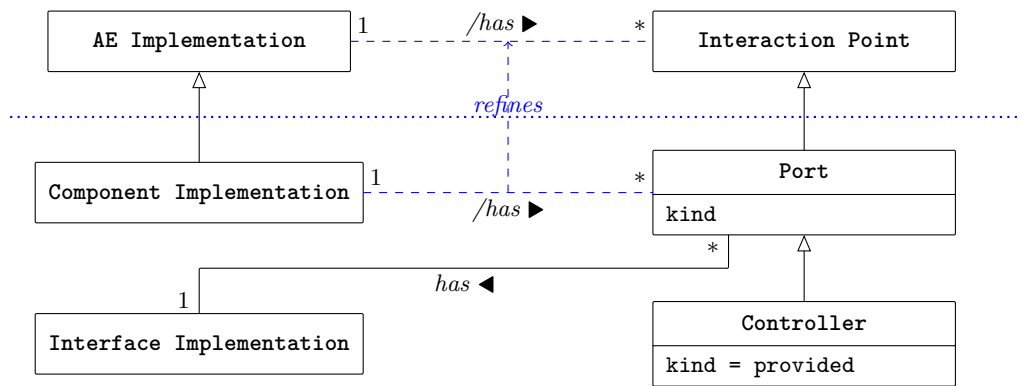 AE Implementation
1
/has ▶
*
Interaction Point
refines
Component Implementation
1
/has ▶
*
Port
kind
*
has ◀
1
Interface Implementation
Controller
kind = provided